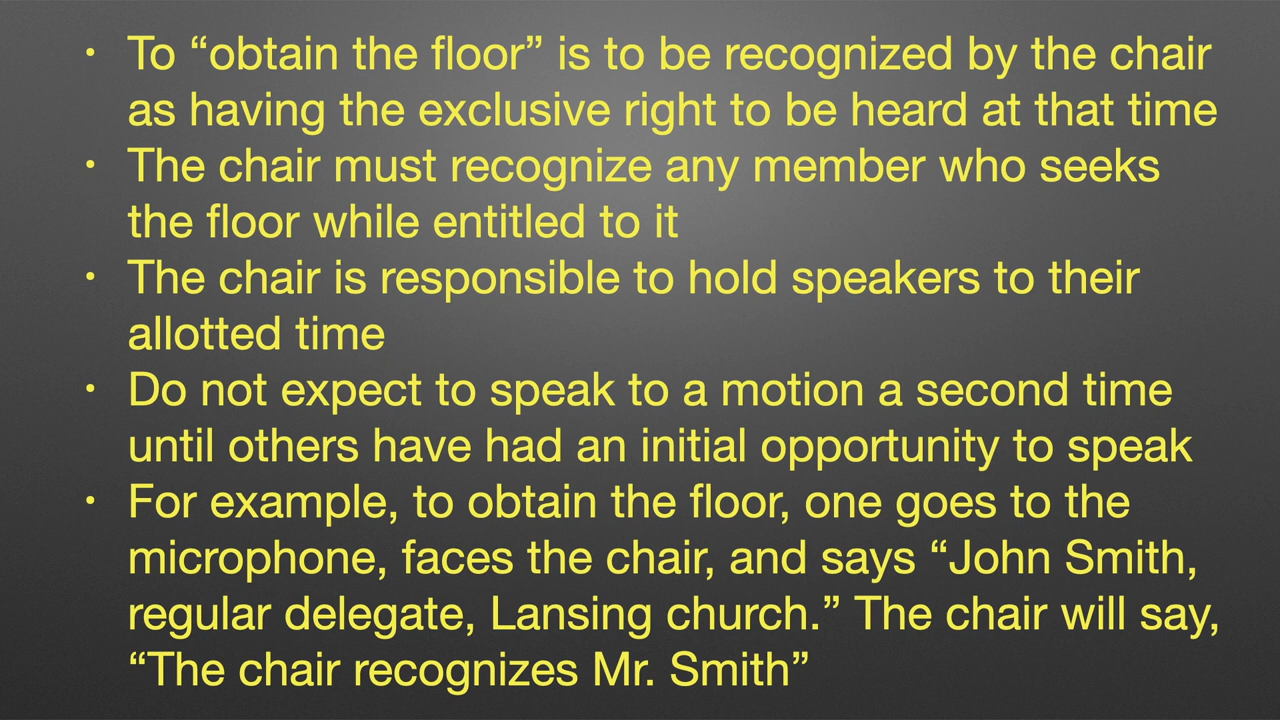 • To “obtain the floor” is to be recognized by the chair
as having the exclusive right to be heard at that time
• The chair must recognize any member who seeks
the floor while entitled to it
• The chair is responsible to hold speakers to their
allotted time
• Do not expect to speak to a motion a second time
until others have had an initial opportunity to speak
• For example, to obtain the floor, one goes to the
microphone, faces the chair, and says “John Smith,
regular delegate, Lansing church.” The chair will say,
“The chair recognizes Mr. Smith”